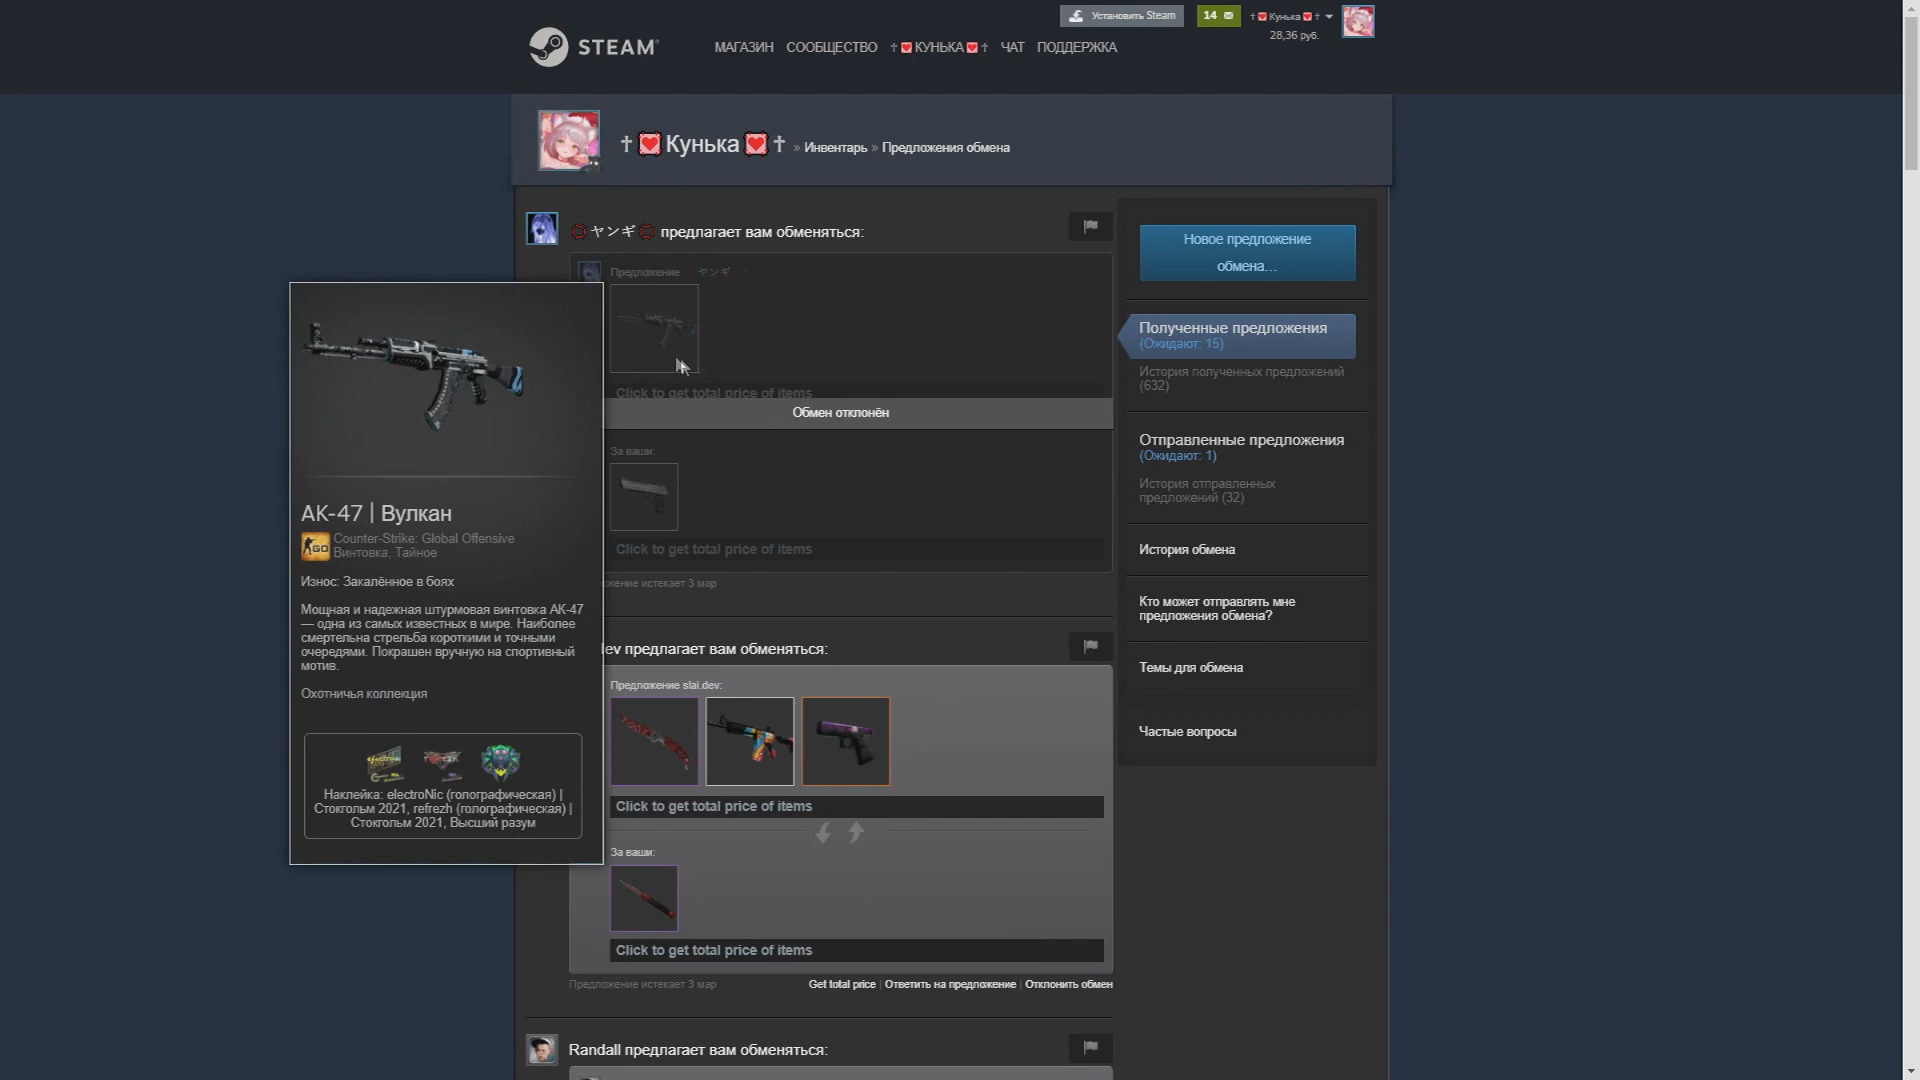 Установить Steam
14
† Кунька †
28,36 руб.
STEAM
МАГАЗИН СООБЩЕСТВО † КУНЬКА † ЧАТ ПОДДЕРЖКА
† Кунька † » Инвентарь » Предложения обмена
ヤンギ предлагает вам обменяться:
Предложение ヤンギ :
Click to get total price of items
Обмен отклонён
За ваши:
Click to get total price of items
жение истекает 3 мар
AK-47 | Вулкан
GO
Counter-Strike: Global Offensive
Винтовка, Тайное
Износ: Закалённое в боях
Мощная и надежная штурмовая винтовка AK-47
— одна из самых известных в мире. Наиболее
смертельна стрельба короткими и точными
очередями. Покрашен вручную на спортивный
мотив.
Охотничья коллекция
Наклейка: electroNic (голографическая) |
Стокгольм 2021, refrezh (голографическая) |
Стокгольм 2021, Высший разум
ev предлагает вам обменяться:
Предложение slai.dev:
Click to get total price of items
За ваши:
Click to get total price of items
Предложение истекает 3 мар
Get total price | Ответить на предложение | Отклонить обмен
Randall предлагает вам обменяться:
Новое предложение
обмена...
Полученные предложения
(Ожидают: 15)
История полученных предложений
(632)
Отправленные предложения
(Ожидают: 1)
История отправленных
предложений (32)
История обмена
Кто может отправлять мне
предложения обмена?
Темы для обмена
Частые вопросы